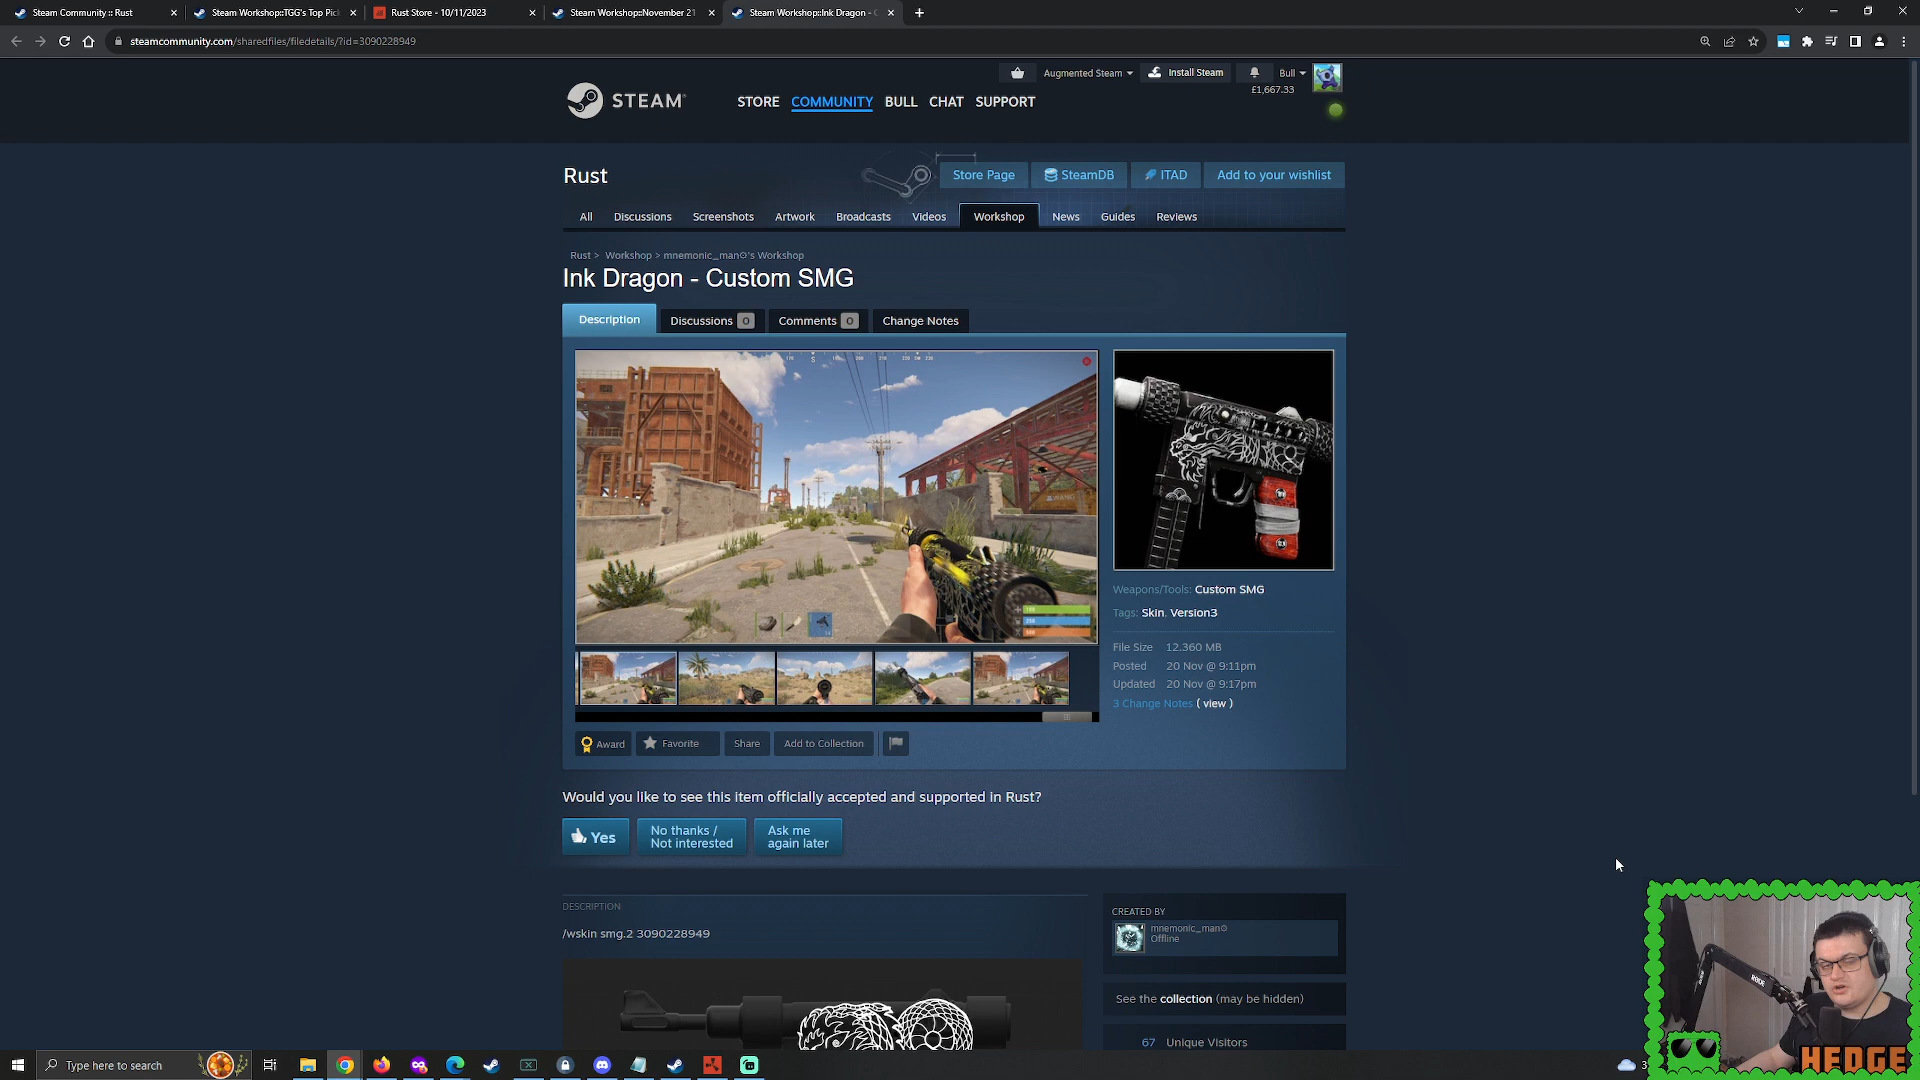 Steam Community :: Rust
Steam Workshop::TGG's Top Pic
Rust Store - 10/11/2023
Steam Workshop::November 21
Steam Workshop::Ink Dragon - C
steamcommunity.com/sharedfiles/filedetails/?id=3090228949
Augmented Steam
Install Steam
Bull
£1,667.33
STEAM
STORE COMMUNITY BULL CHAT SUPPORT
Rust
Store Page
SteamDB
ITAD
Add to your wishlist
All Discussions Screenshots Artwork Broadcasts Videos Workshop News Guides Reviews
Rust > Workshop > mnemonic_man⚙'s Workshop
Ink Dragon - Custom SMG
Description
Discussions 0
Comments 0
Change Notes
Weapons/Tools: Custom SMG
Tags: Skin, Version3
File Size 12.360 MB
Posted 20 Nov @ 9:11pm
Updated 20 Nov @ 9:17pm
3 Change Notes ( view )
Award
Favorite
Share
Add to Collection
Would you like to see this item officially accepted and supported in Rust?
Yes
No thanks /
Not interested
Ask me
again later
DESCRIPTION
/wskin smg.2 3090228949
CREATED BY
mnemonic_man⚙
Offline
See the collection (may be hidden)
67 Unique Visitors
Type here to search
RODE
HEDGE